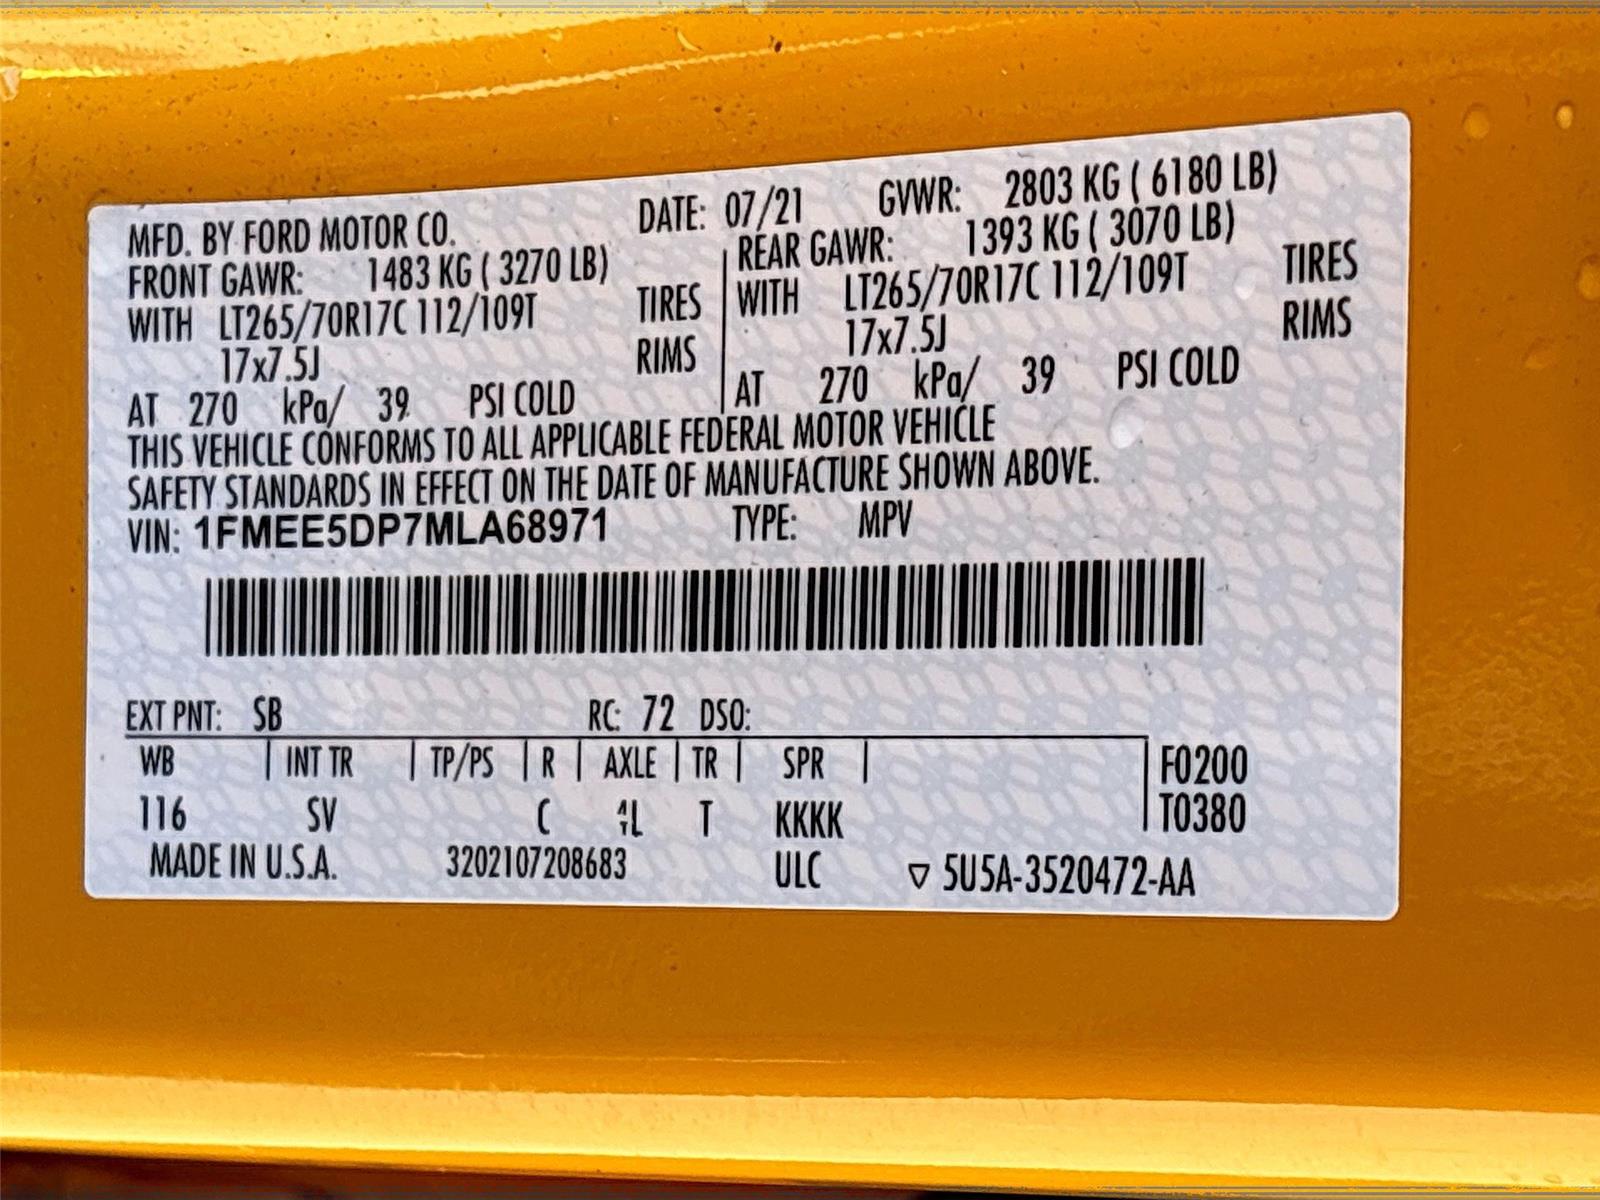 MFD. BY FORD MOTOR CO. DATE: 07/21 GVWR: 2803 KG ( 6180 LB)
FRONT GAWR: 1483 KG ( 3270 LB) REAR GAWR: 1393 KG ( 3070 LB)
WITH LT265/70R17C 112/109T TIRES WITH LT265/70R17C 112/109T TIRES
17x7.5J RIMS 17x7.5J RIMS
AT 270 kPa/ 39 PSI COLD AT 270 kPa/ 39 PSI COLD
THIS VEHICLE CONFORMS TO ALL APPLICABLE FEDERAL MOTOR VEHICLE
SAFETY STANDARDS IN EFFECT ON THE DATE OF MANUFACTURE SHOWN ABOVE.
VIN: 1FMEE5DP7MLA68971 TYPE: MPV
EXT PNT: SB RC: 72 DSO:
WB INT TR TP/PS R AXLE TR SPR F0200
116 SV C L T KKKK T0380
MADE IN U.S.A. 3202107208683 ULC ▽ 5U5A-3520472-AA